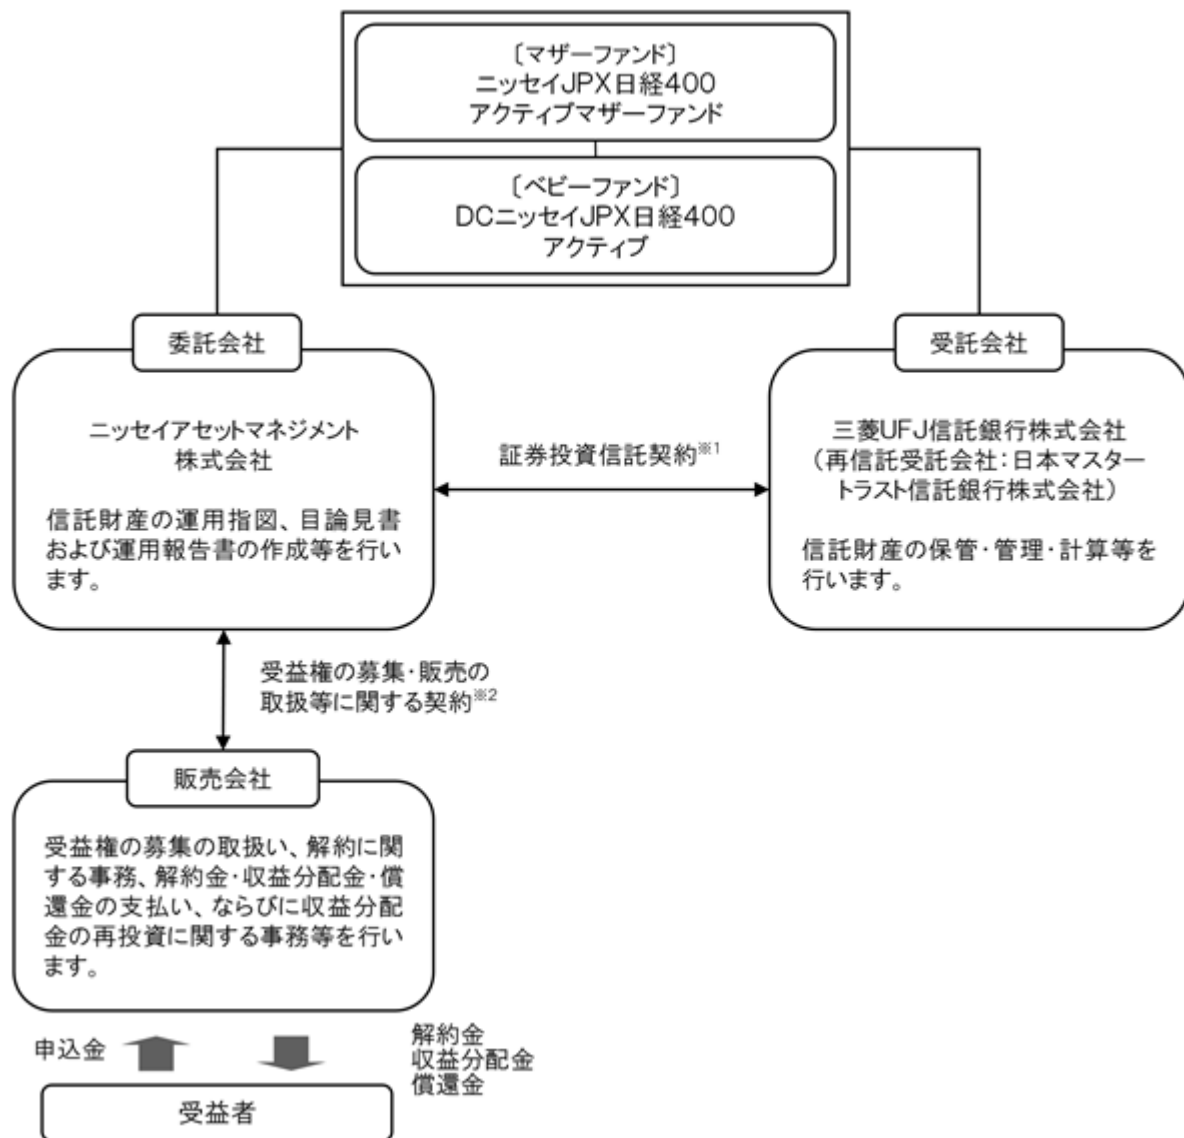 〔マザーファンド〕
ニッセイJPX日経400
アクティブマザーファンド
〔ベビーファンド〕
DCニッセイJPX日経400
アクティブ
委託会社
ニッセイアセットマネジメント
株式会社
信託財産の運用指図、目論見書
および運用報告書の作成等を行い
ます。
証券投資信託契約※1
受託会社
三菱UFJ信託銀行株式会社
（再信託受託会社：日本マスター
トラスト信託銀行株式会社）
信託財産の保管・管理・計算等を
行います。
受益権の募集・販売の
取扱等に関する契約※2
販売会社
受益権の募集の取扱い、解約に関
する事務、解約金・収益分配金・償
還金の支払い、ならびに収益分配
金の再投資に関する事務等を行い
ます。
申込金
解約金
収益分配金
償還金
受益者